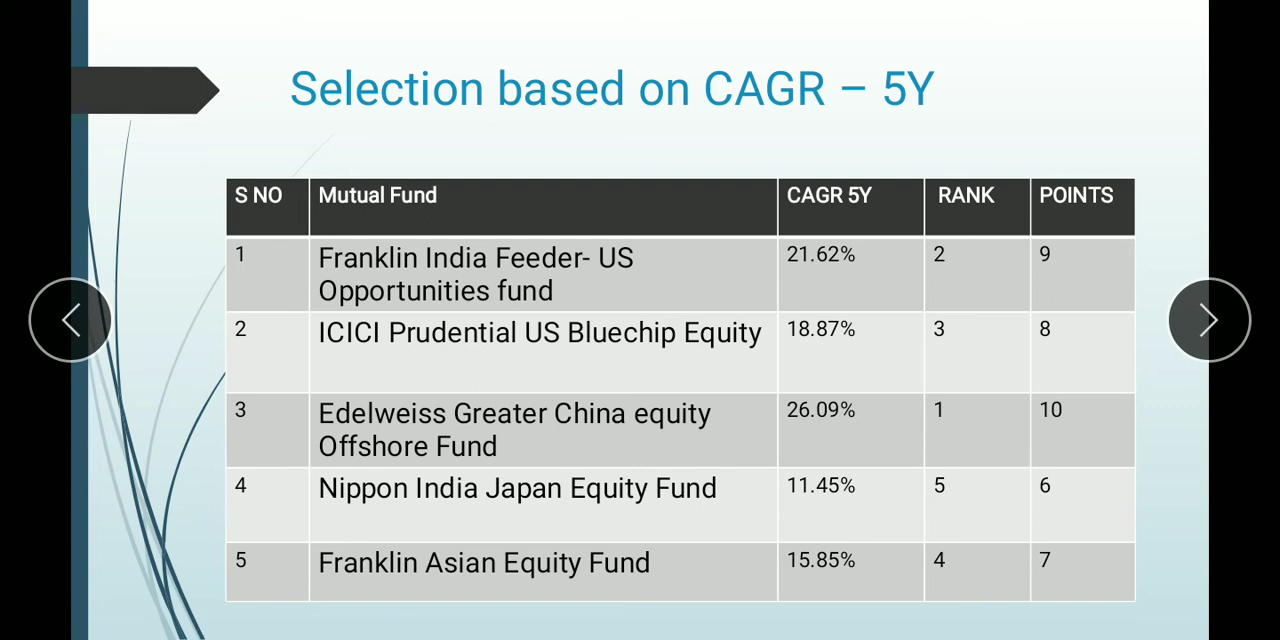 Selection based on CAGR – 5Y
S NO Mutual Fund CAGR 5Y RANK POINTS
1 Franklin India Feeder- US 21.62% 2 9
Opportunities fund
2 ICICI Prudential US Bluechip Equity 18.87% 3 8
3 Edelweiss Greater China equity 26.09% 1 10
Offshore Fund
4 Nippon India Japan Equity Fund 11.45% 5 6
5 Franklin Asian Equity Fund 15.85% 4 7